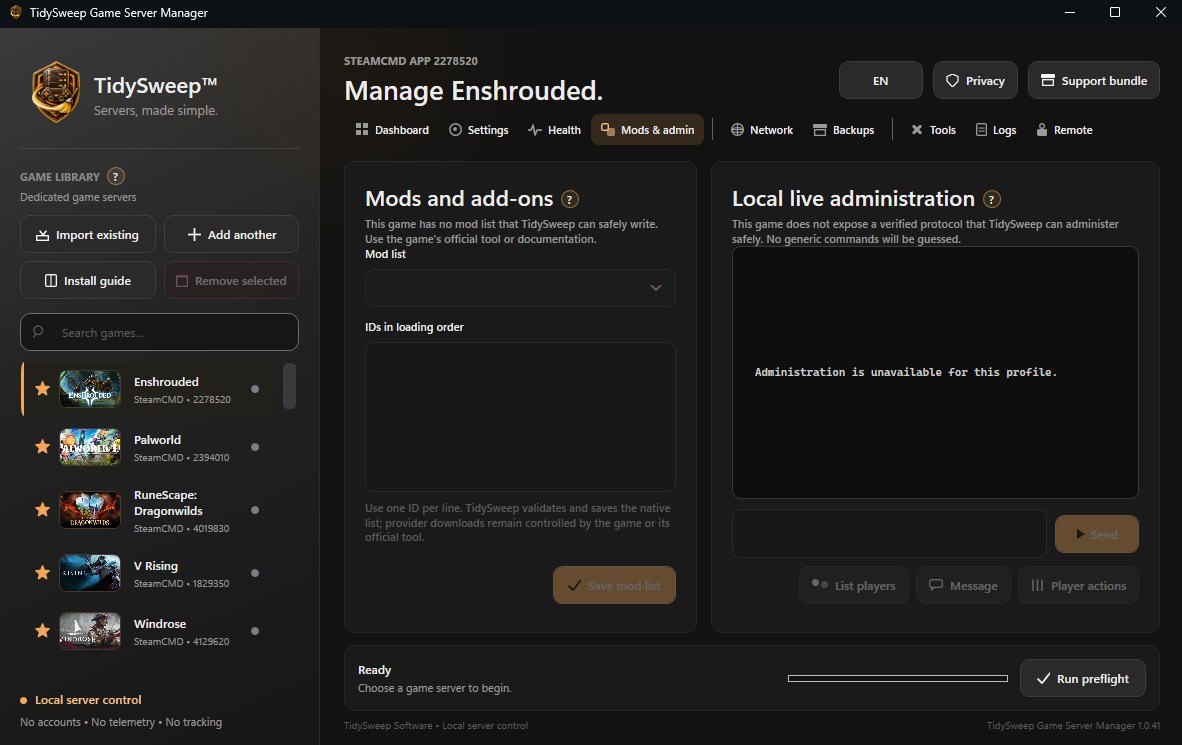 TidySweep Game Server Manager
TidySweep™
Servers, made simple.
GAME LIBRARY ?
Dedicated game servers
Import existing
Add another
Install guide
Remove selected
Search games...
ENSHROUDED
Enshrouded
SteamCMD • 2278520
PALWORLD
Palworld
SteamCMD • 2394010
DRAGONWILDS
RuneScape:
Dragonwilds
SteamCMD • 4019830
V RISING
V Rising
SteamCMD • 1829350
WINDROSE
Windrose
SteamCMD • 4129620
Local server control
No accounts • No telemetry • No tracking
STEAMCMD APP 2278520
Manage Enshrouded.
EN
Privacy
Support bundle
Dashboard
Settings
Health
Mods & admin
Network
Backups
Tools
Logs
Remote
Mods and add-ons ?
This game has no mod list that TidySweep can safely write.
Use the game's official tool or documentation.
Mod list
IDs in loading order
Use one ID per line. TidySweep validates and saves the native
list; provider downloads remain controlled by the game or its
official tool.
Save mod list
Local live administration ?
This game does not expose a verified protocol that TidySweep can administer
safely. No generic commands will be guessed.
Administration is unavailable for this profile.
Send
List players
Message
Player actions
Ready
Choose a game server to begin.
Run preflight
TidySweep Software • Local server control
TidySweep Game Server Manager 1.0.41